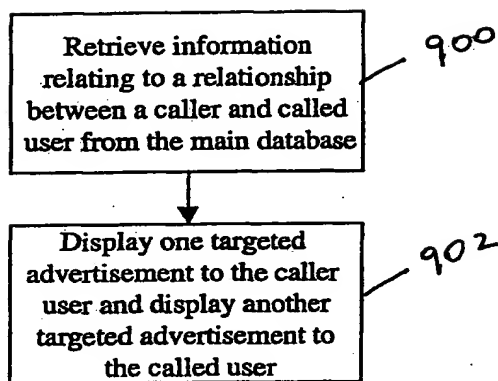 Retrieve information
relating to a relationship
between a caller and called
user from the main database
900
Display one targeted
advertisement to the caller
user and display another
targeted advertisement to
the called user
902